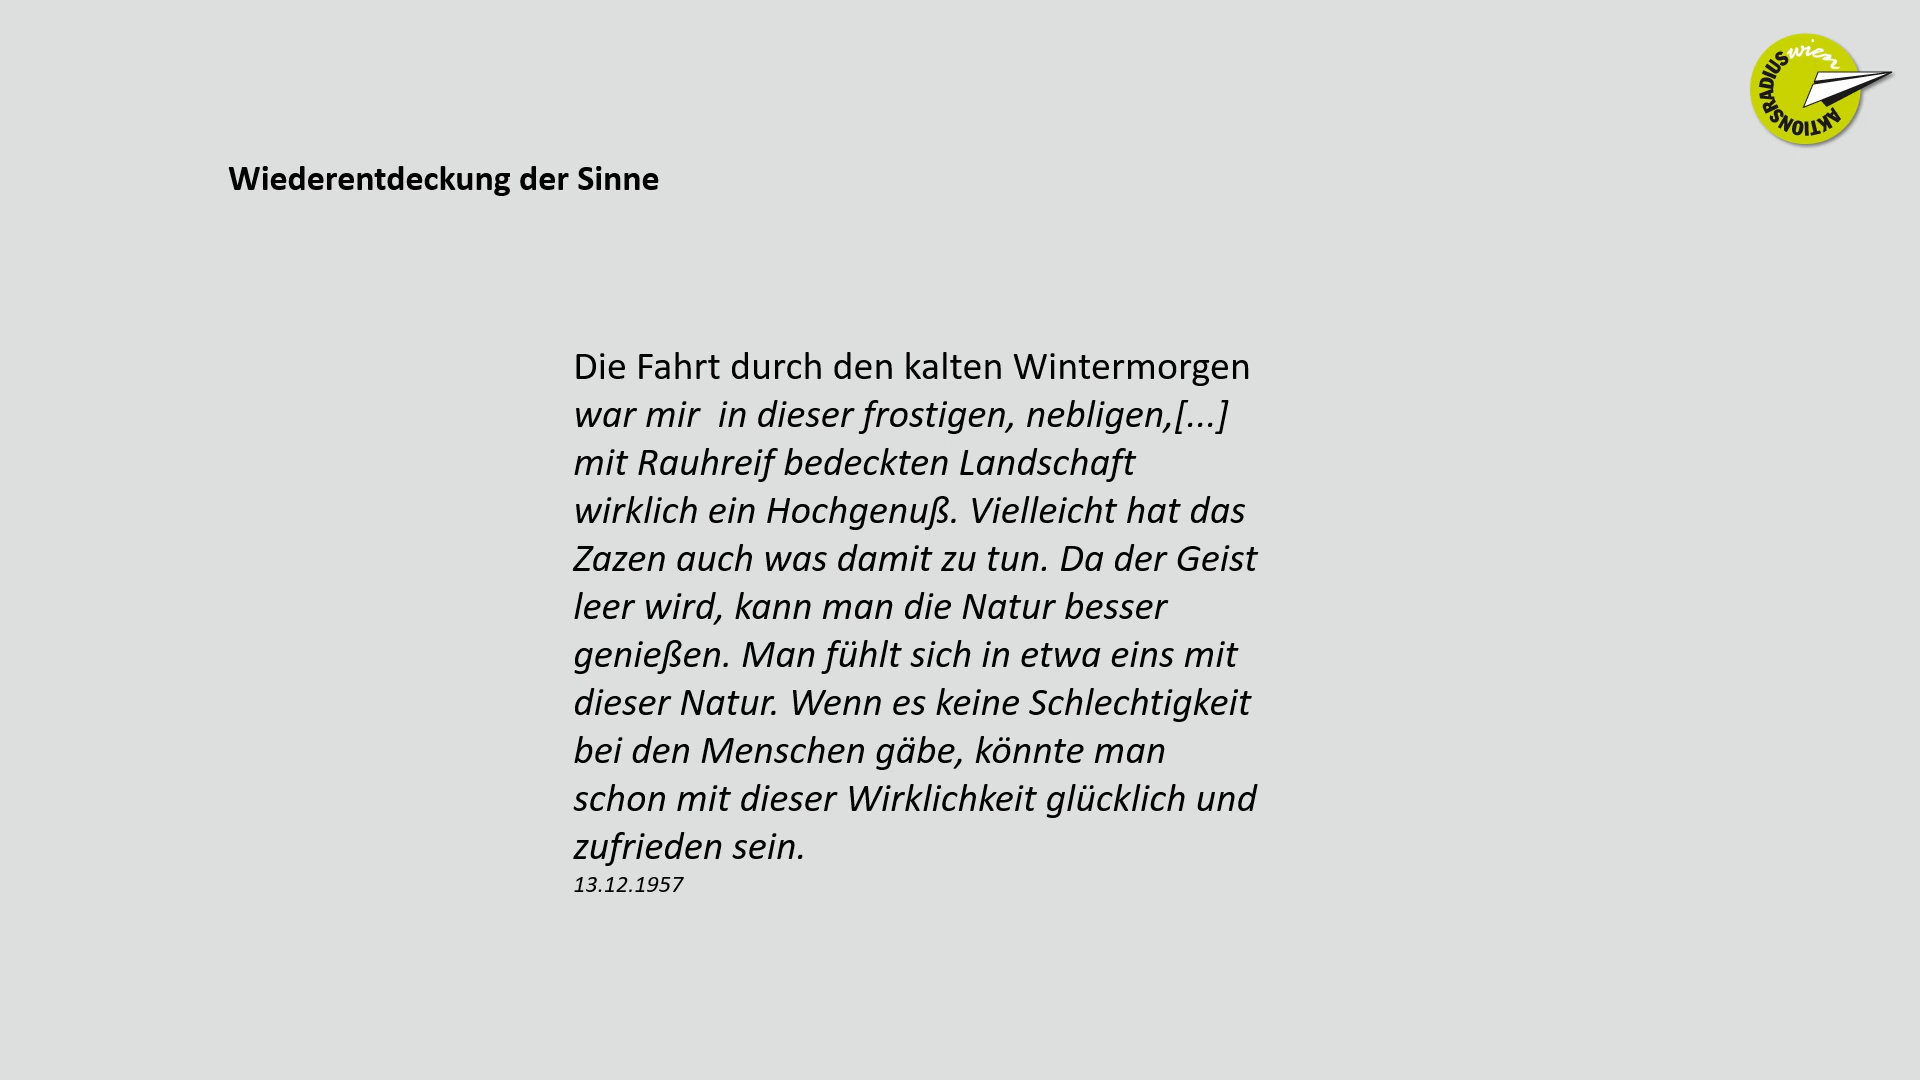 AKTIONSRADIUS wien
Wiederentdeckung der Sinne
Die Fahrt durch den kalten Wintermorgen
war mir  in dieser frostigen, nebligen,[...]
mit Rauhreif bedeckten Landschaft
wirklich ein Hochgenuß. Vielleicht hat das
Zazen auch was damit zu tun. Da der Geist
leer wird, kann man die Natur besser
genießen. Man fühlt sich in etwa eins mit
dieser Natur. Wenn es keine Schlechtigkeit
bei den Menschen gäbe, könnte man
schon mit dieser Wirklichkeit glücklich und
zufrieden sein.
13.12.1957